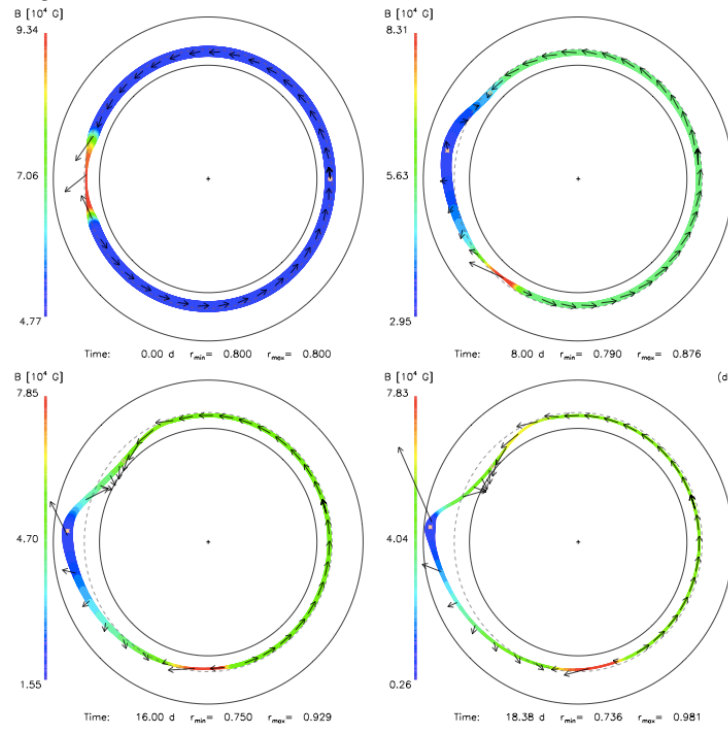 B [10⁴ G]
9.34
7.06
4.77
Time: 0.00 d r_min= 0.800 r_max= 0.800
B [10⁴ G]
8.31
5.63
2.95
Time: 8.00 d r_min= 0.790 r_max= 0.876
B [10⁴ G]
7.85
4.70
1.55
Time: 16.00 d r_min= 0.750 r_max= 0.929
B [10⁴ G]
(d
7.83
4.04
0.26
Time: 18.38 d r_min= 0.736 r_max= 0.981